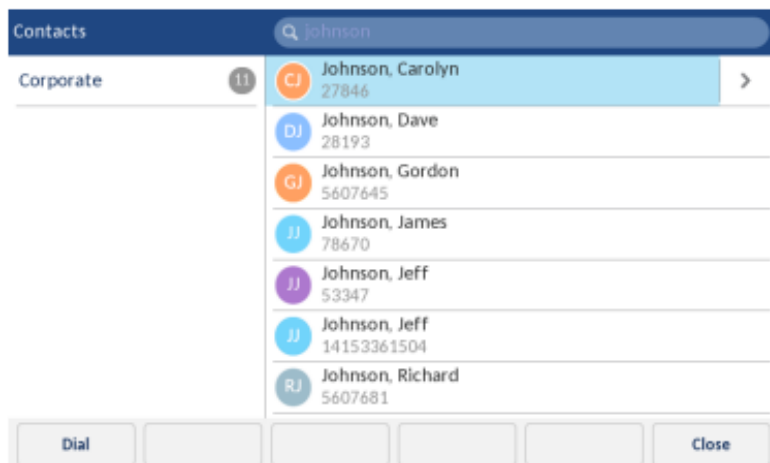 Contacts
johnson
Corporate
11
CJ
Johnson, Carolyn
27846
DJ
Johnson, Dave
28193
GJ
Johnson, Gordon
5607645
JJ
Johnson, James
78670
JJ
Johnson, Jeff
53347
JJ
Johnson, Jeff
14153361504
RJ
Johnson, Richard
5607681
Dial
Close